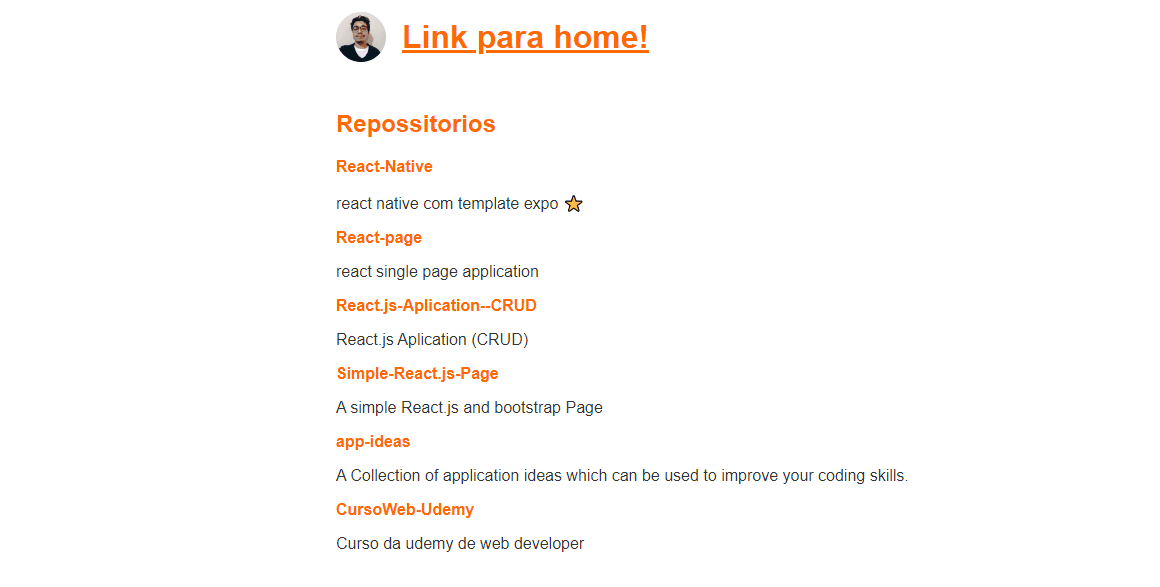 Link para home!
Repossitorios
React-Native
react native com template expo ⭐
React-page
react single page application
React.js-Aplication--CRUD
React.js Aplication (CRUD)
Simple-React.js-Page
A simple React.js and bootstrap Page
app-ideas
A Collection of application ideas which can be used to improve your coding skills.
CursoWeb-Udemy
Curso da udemy de web developer